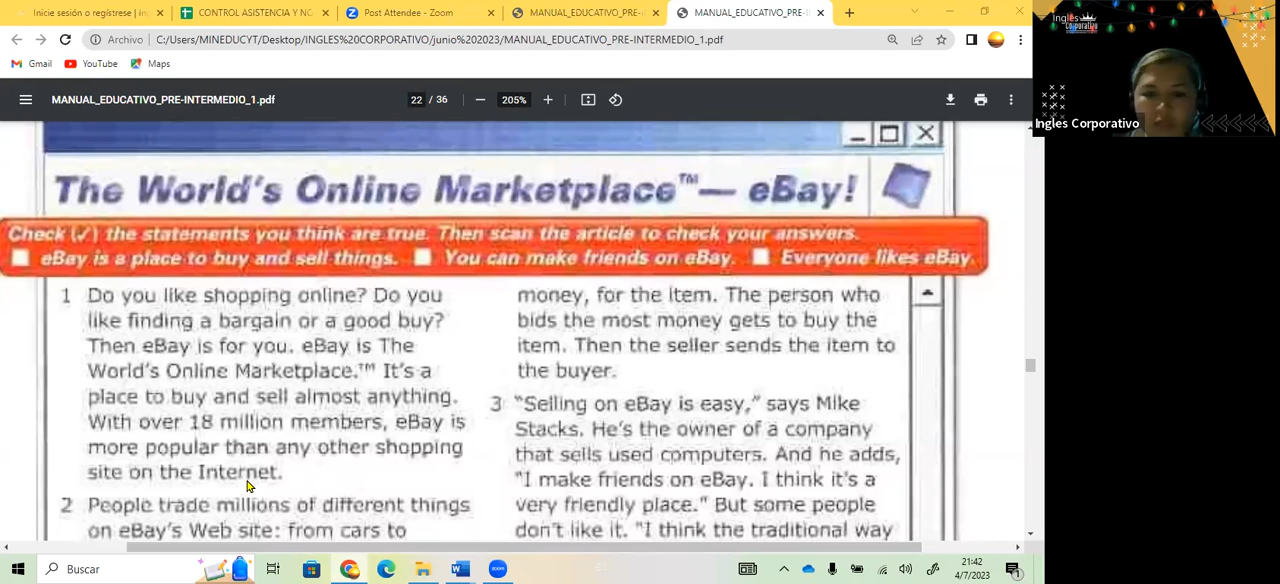 Inicie sesión o regístrese | in
CONTROL ASISTENCIA Y NO
Post Attendee - Zoom
MANUAL_EDUCATIVO_PRE-I
MANUAL_EDUCATIVO_PRE-I
Archivo
C:/Users/MINEDUCYT/Desktop/INGLES%20CORPORATIVO/junio%202023/MANUAL_EDUCATIVO_PRE-INTERMEDIO_1.pdf
Gmail
YouTube
Maps
MANUAL_EDUCATIVO_PRE-INTERMEDIO_1.pdf
22 / 36
205%
The World's Online Marketplace™— eBay!
Check (✓) the statements you think are true. Then scan the article to check your answers.
eBay is a place to buy and sell things.
You can make friends on eBay.
Everyone likes eBay.
1 Do you like shopping online? Do you
like finding a bargain or a good buy?
Then eBay is for you. eBay is The
World's Online Marketplace.™ It's a
place to buy and sell almost anything.
With over 18 million members, eBay is
more popular than any other shopping
site on the Internet.
2 People trade millions of different things
on eBay's Web site: from cars to
money, for the item. The person who
bids the most money gets to buy the
item. Then the seller sends the item to
the buyer.
3 "Selling on eBay is easy," says Mike
Stacks. He's the owner of a company
that sells used computers. And he adds,
"I make friends on eBay. I think it's a
very friendly place." But some people
don't like it. "I think the traditional way
Inglés
Corporativo
Ingles Corporativo
Buscar
21:42
4/7/2023